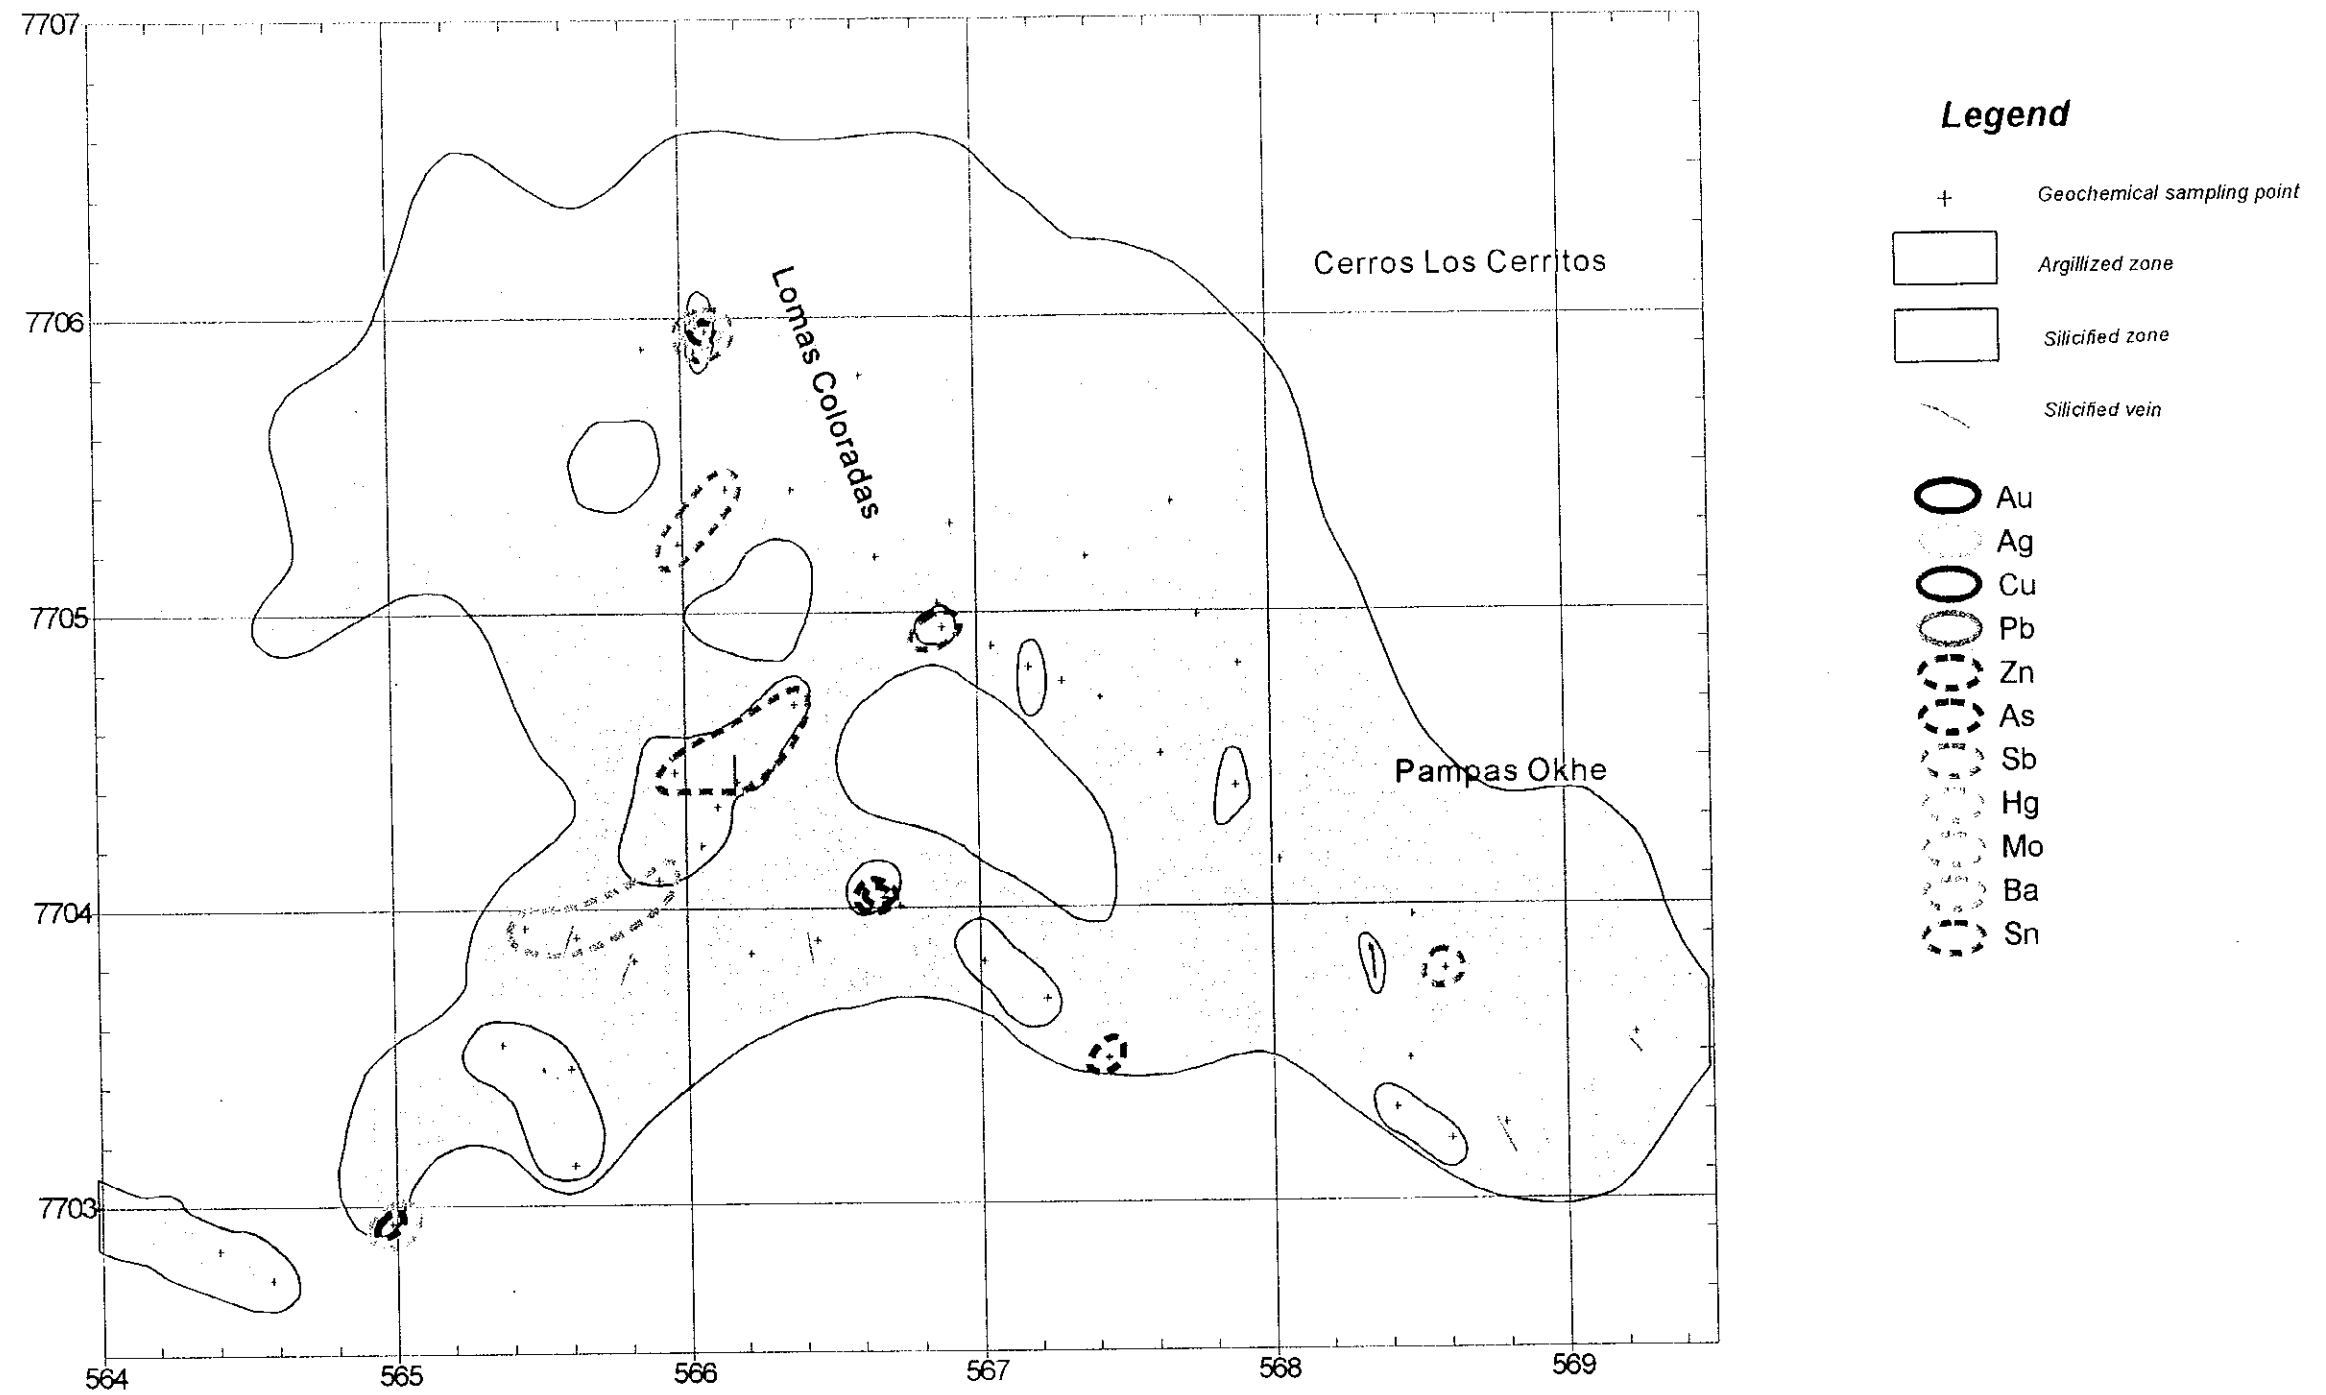 7707
7706
7705
7704
7703
564
565
566
567
568
569
Cerros Los Cerritos
Lomas Coloradas
Pampas Okhe
Legend
Geochemical sampling point
Argillized zone
Silicified zone
Silicified vein
Au
Ag
Cu
Pb
Zn
As
Sb
Hg
Mo
Ba
Sn